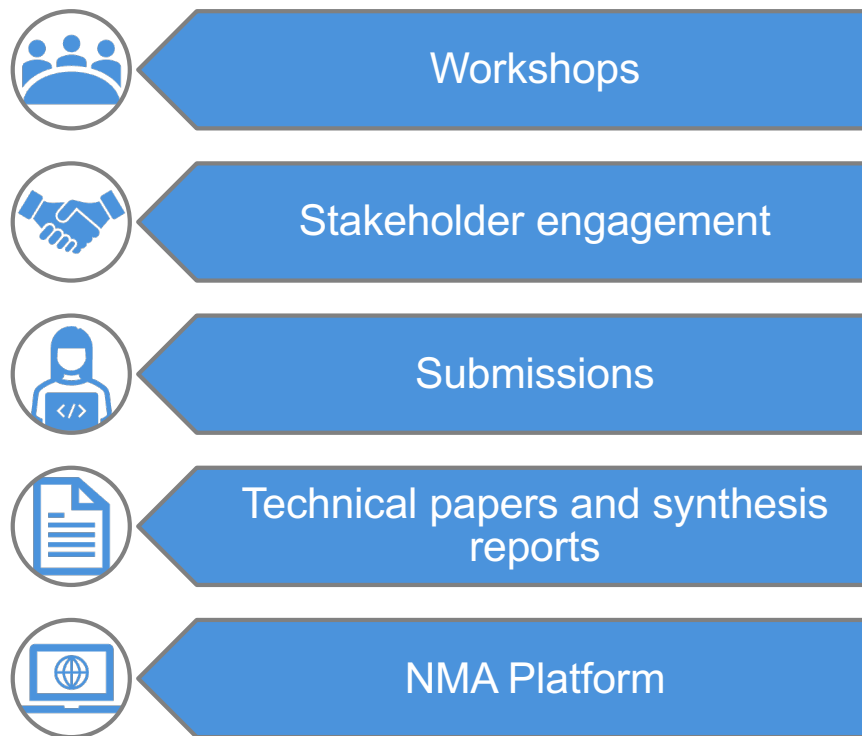 Workshops
Stakeholder engagement
Submissions
</>
Technical papers and synthesis
reports
NMA Platform